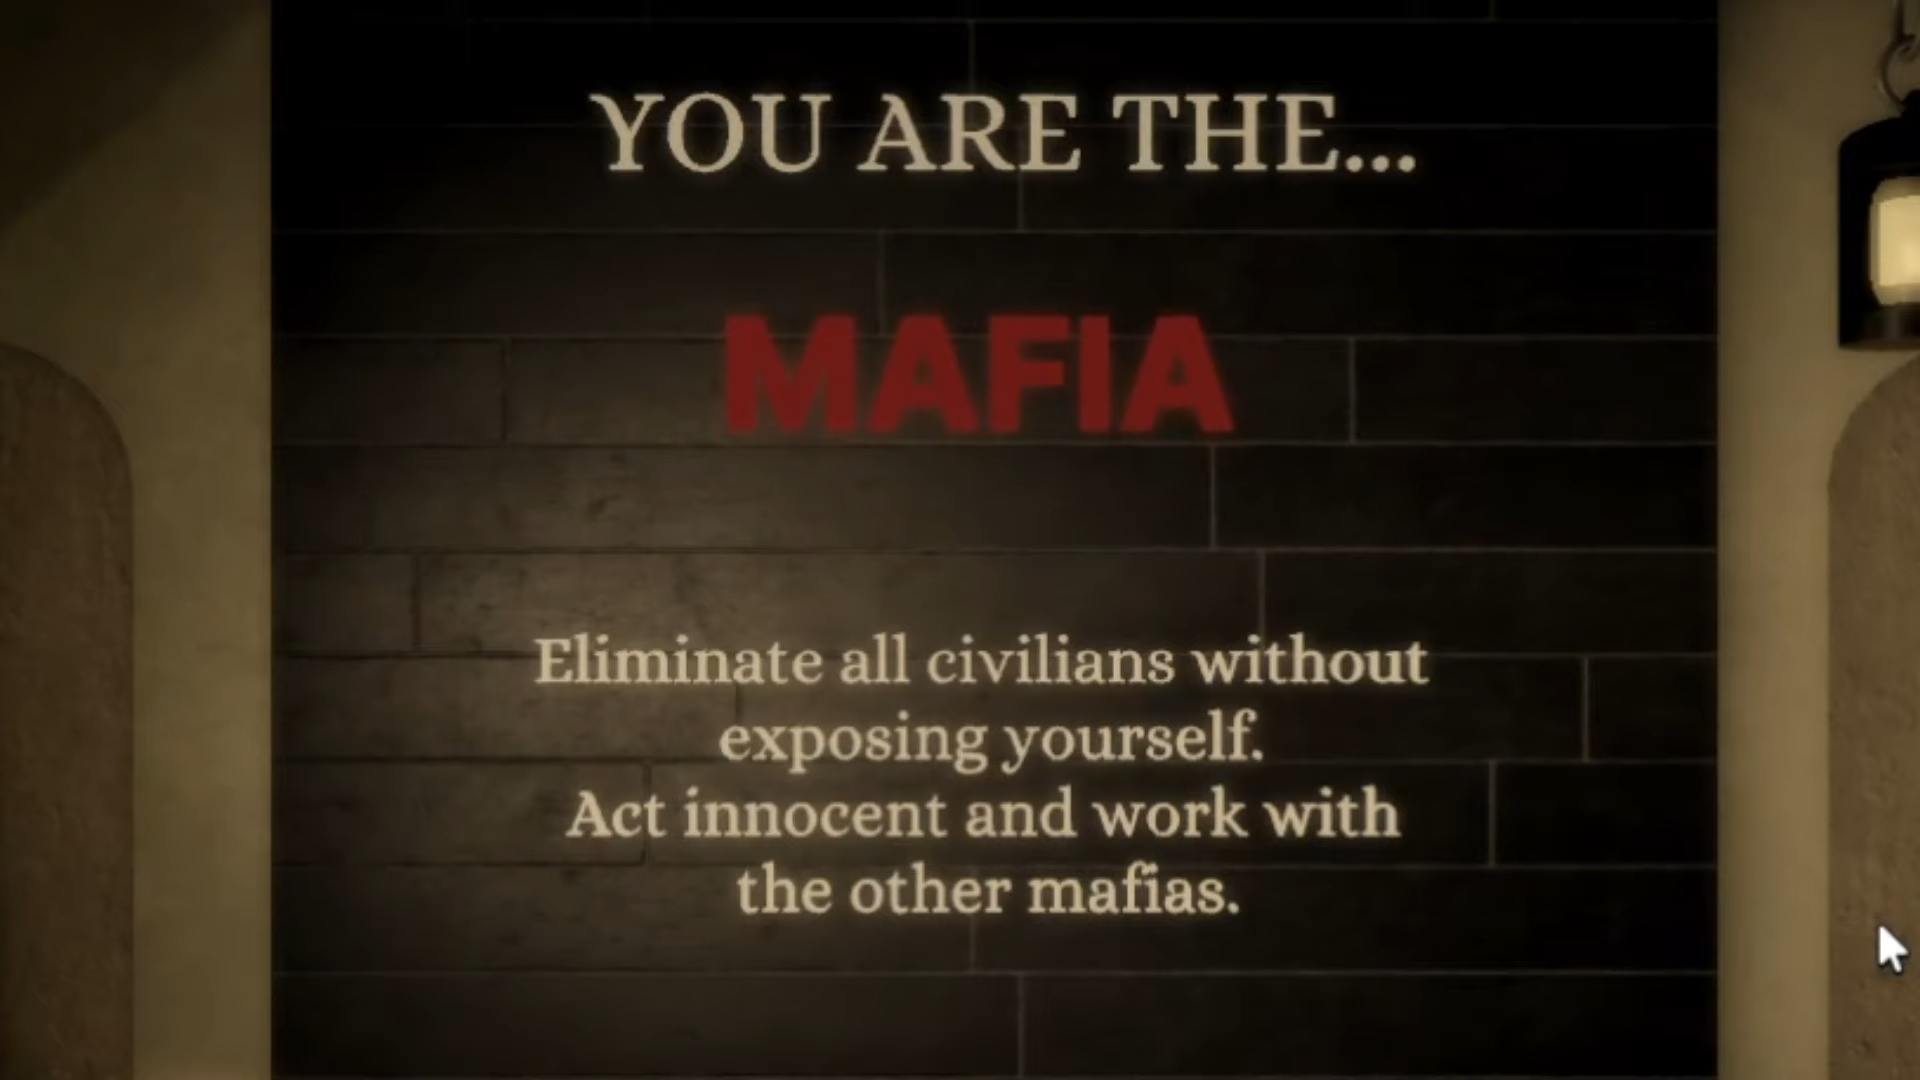 YOU ARE THE...
MAFIA
Eliminate all civilians without
exposing yourself.
Act innocent and work with
the other mafias.